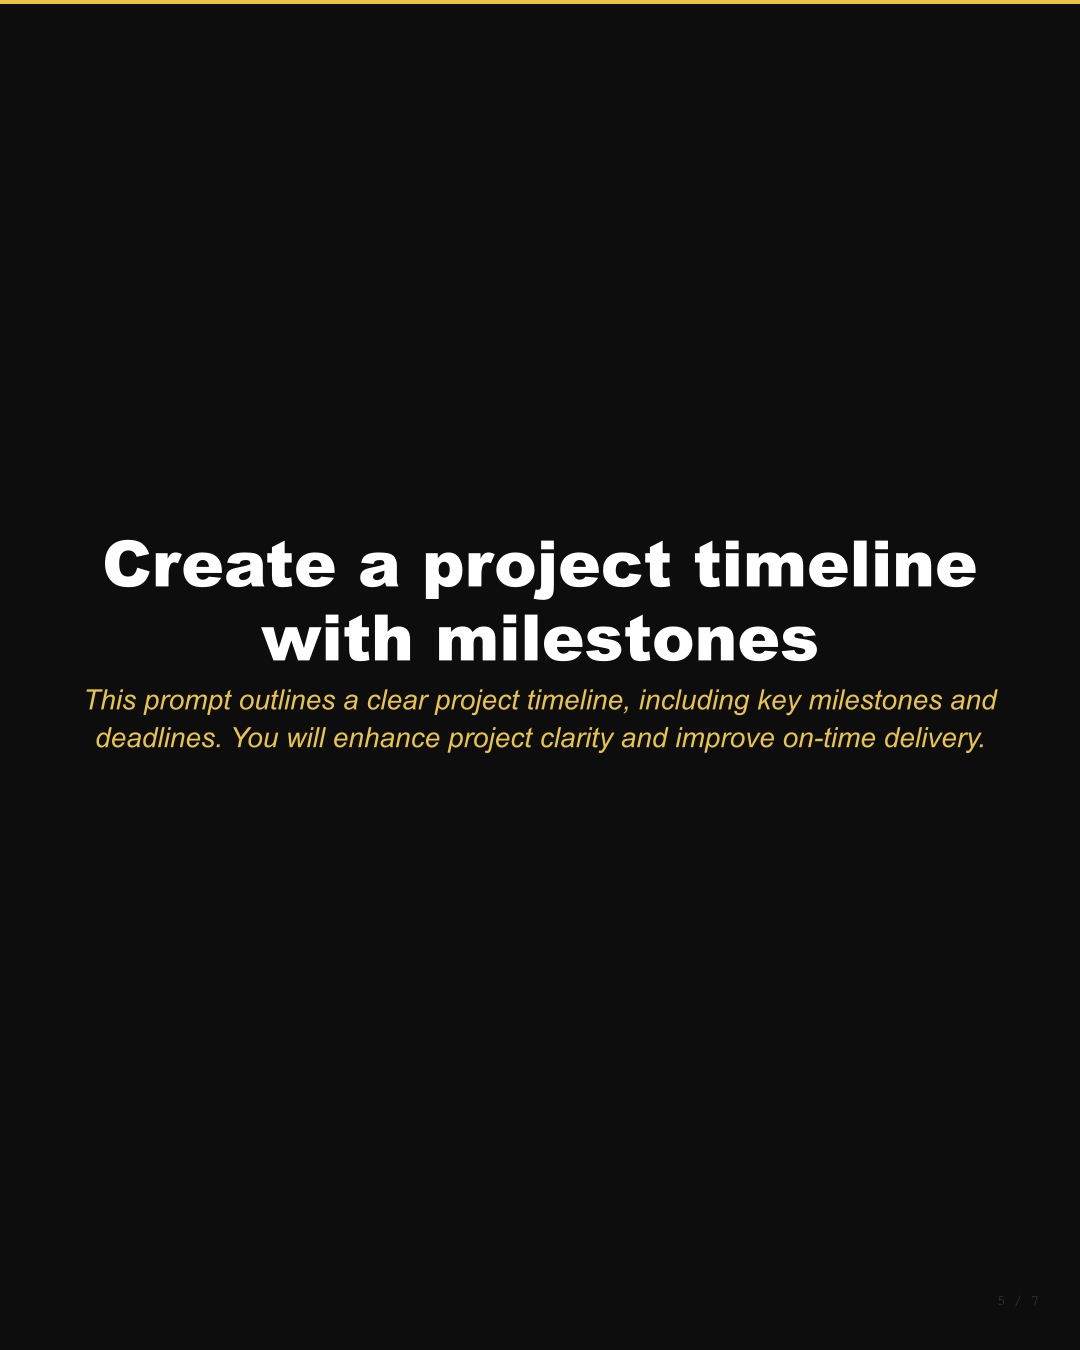 Create a project timeline
with milestones
This prompt outlines a clear project timeline, including key milestones and
deadlines. You will enhance project clarity and improve on-time delivery.
5 / 7